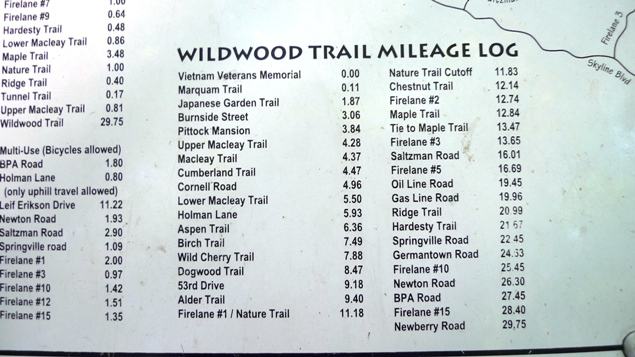 Firelane #7 1.00
Firelane #9 0.64
Hardesty Trail 0.48
Lower Macleay Trail 0.86
Maple Trail 3.48
Nature Trail 1.00
Ridge Trail 0.40
Tunnel Trail 0.17
Upper Macleay Trail 0.81
Wildwood Trail 29.75
Multi-Use (Bicycles allowed)
BPA Road 1.80
Holman Lane 0.80
(only uphill travel allowed)
Leif Erikson Drive 11.22
Newton Road 1.93
Saltzman Road 2.90
Springville road 1.09
Firelane #1 2.00
Firelane #3 0.97
Firelane #10 1.42
Firelane #12 1.51
Firelane #15 1.35
WILDWOOD TRAIL MILEAGE LOG
Vietnam Veterans Memorial 0.00
Marquam Trail 0.11
Japanese Garden Trail 1.87
Burnside Street 3.06
Pittock Mansion 3.84
Upper Macleay Trail 4.28
Macleay Trail 4.37
Cumberland Trail 4.47
Cornell Road 4.96
Lower Macleay Trail 5.50
Holman Lane 5.93
Aspen Trail 6.36
Birch Trail 7.49
Wild Cherry Trail 7.88
Dogwood Trail 8.47
53rd Drive 9.18
Alder Trail 9.40
Firelane #1 / Nature Trail 11.18
Nature Trail Cutoff 11.83
Chestnut Trail 12.14
Firelane #2 12.74
Maple Trail 12.84
Tie to Maple Trail 13.47
Firelane #3 13.65
Saltzman Road 16.01
Firelane #5 16.69
Oil Line Road 19.45
Gas Line Road 19.96
Ridge Trail 20.99
Hardesty Trail 21.67
Springville Road 22.45
Germantown Road 24.33
Firelane #10 25.45
Newton Road 26.30
BPA Road 27.45
Firelane #15 28.40
Newberry Road 29.75
Firelane 3
Skyline Blvd